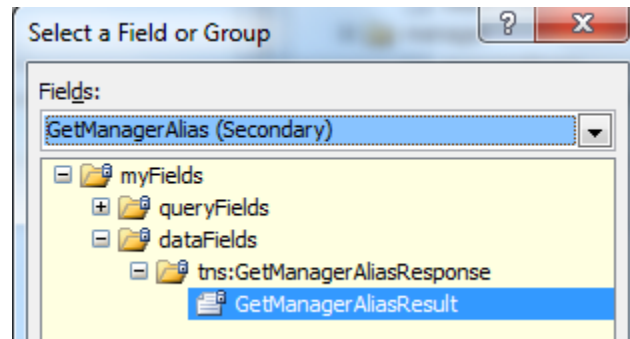 Select a Field or Group
Fields:
GetManagerAlias (Secondary)
myFields
queryFields
dataFields
tns:GetManagerAliasResponse
GetManagerAliasResult